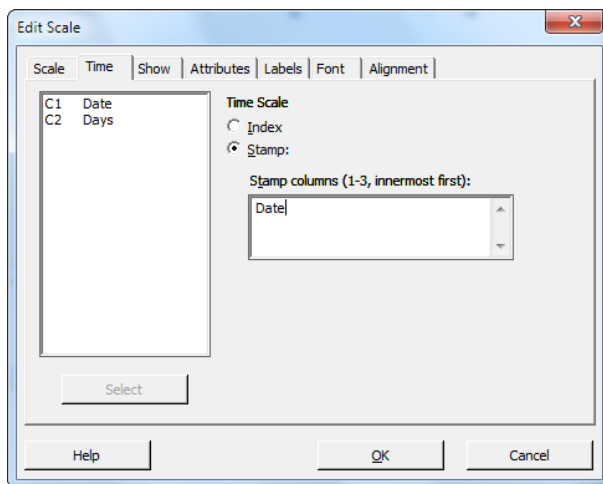 Edit Scale
Scale Time Show Attributes Labels Font Alignment
C1 Date
C2 Days
Time Scale
Index
Stamp:
Stamp columns (1-3, innermost first):
Date
Select
Help OK Cancel